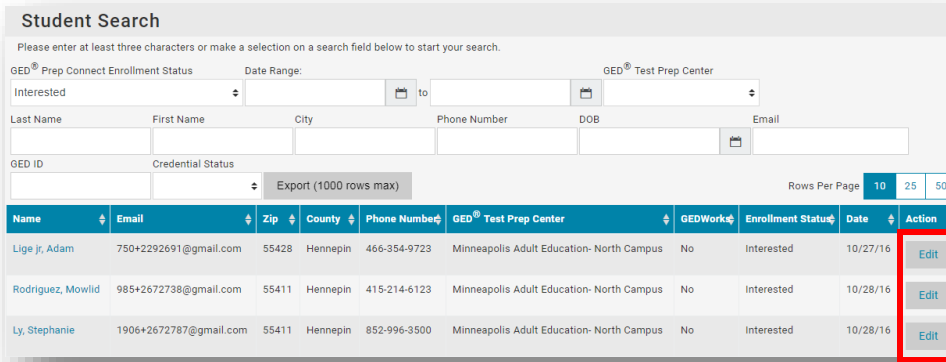 Student Search
Please enter at least three characters or make a selection on a search field below to start your search.
GED® Prep Connect Enrollment Status Date Range: GED® Test Prep Center
Interested to
Last Name First Name City Phone Number DOB Email
GED ID Credential Status
Export (1000 rows max) Rows Per Page 10 25 50
Name Email Zip County Phone Number GED® Test Prep Center GEDWorks Enrollment Status Date Action
Lige jr, Adam 750+2292691@gmail.com 55428 Hennepin 466-354-9723 Minneapolis Adult Education- North Campus No Interested 10/27/16 Edit
Rodriguez, Mowlid 985+2672738@gmail.com 55411 Hennepin 415-214-6123 Minneapolis Adult Education- North Campus No Interested 10/28/16 Edit
Ly, Stephanie 1906+2672787@gmail.com 55411 Hennepin 852-996-3500 Minneapolis Adult Education- North Campus No Interested 10/28/16 Edit